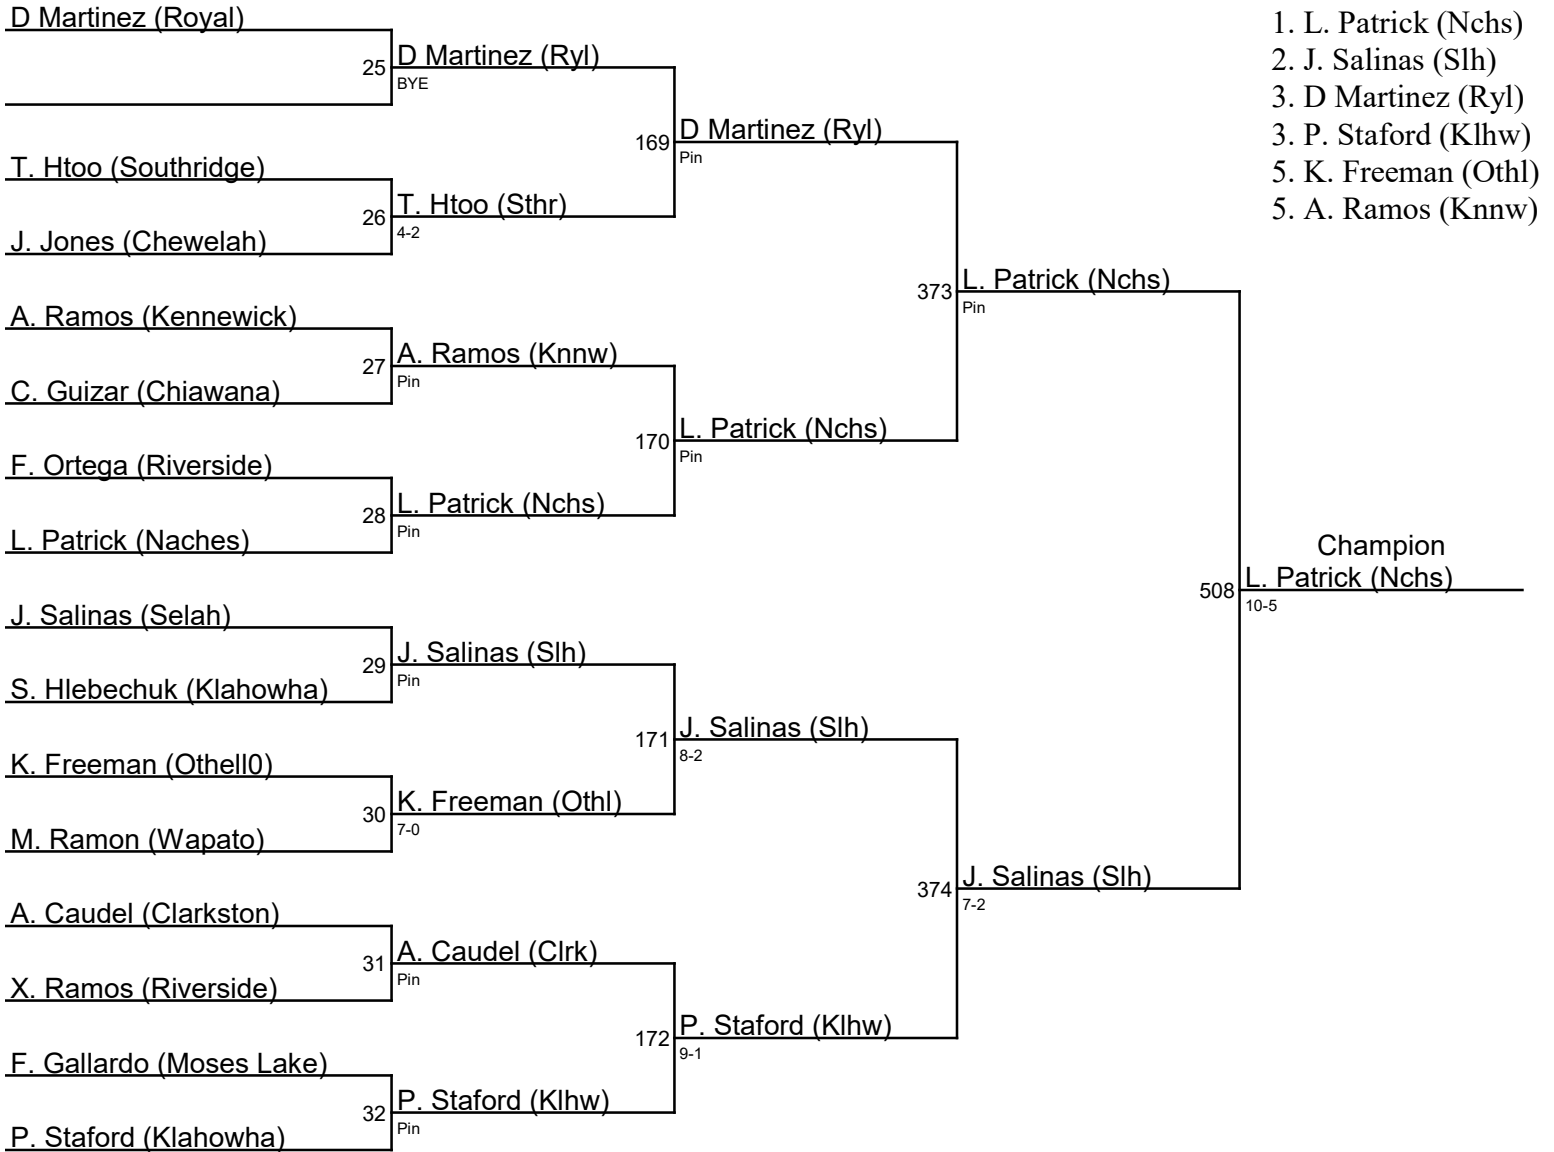 D Martinez (Royal)
25
D Martinez (Ryl)
BYE
T. Htoo (Southridge)
26
T. Htoo (Sthr)
4-2
J. Jones (Chewelah)
169
D Martinez (Ryl)
Pin
A. Ramos (Kennewick)
27
A. Ramos (Knnw)
Pin
C. Guizar (Chiawana)
170
L. Patrick (Nchs)
Pin
F. Ortega (Riverside)
28
L. Patrick (Nchs)
Pin
L. Patrick (Naches)
373
L. Patrick (Nchs)
Pin
J. Salinas (Selah)
29
J. Salinas (Slh)
Pin
S. Hlebechuk (Klahowha)
171
J. Salinas (Slh)
8-2
K. Freeman (Othell0)
30
K. Freeman (Othl)
7-0
M. Ramon (Wapato)
374
J. Salinas (Slh)
7-2
A. Caudel (Clarkston)
31
A. Caudel (Clrk)
Pin
X. Ramos (Riverside)
172
P. Staford (Klhw)
9-1
F. Gallardo (Moses Lake)
32
P. Staford (Klhw)
Pin
P. Staford (Klahowha)
Champion
508
L. Patrick (Nchs)
10-5
1. L. Patrick (Nchs)
2. J. Salinas (Slh)
3. D Martinez (Ryl)
3. P. Staford (Klhw)
5. K. Freeman (Othl)
5. A. Ramos (Knnw)